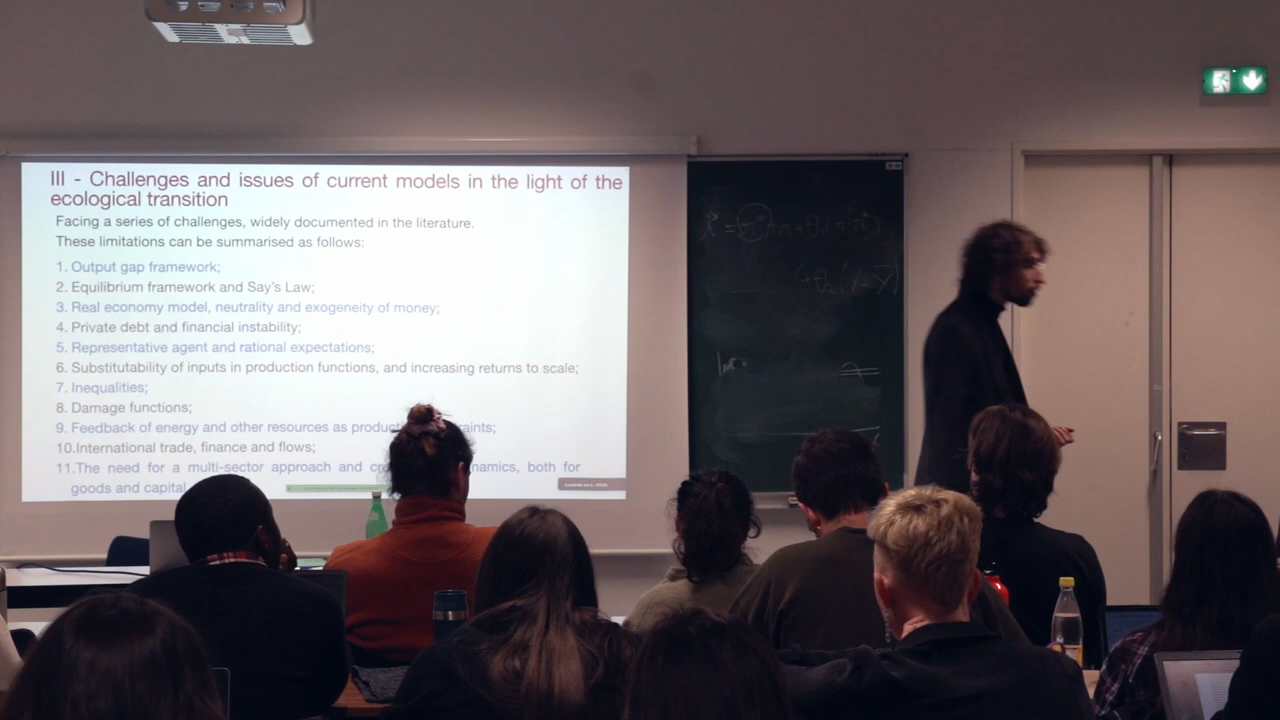 III - Challenges and issues of current models in the light of the
ecological transition
Facing a series of challenges, widely documented in the literature.
These limitations can be summarised as follows:
1. Output gap framework;
2. Equilibrium framework and Say's Law;
3. Real economy model, neutrality and exogeneity of money;
4. Private debt and financial instability;
5. Representative agent and rational expectations;
6. Substitutability of inputs in production functions, and increasing returns to scale;
7. Inequalities;
8. Damage functions;
9. Feedback of energy and other resources as
10.International trade, finance and flows;
11.The need for a multi-sector approach and both for
goods and capital